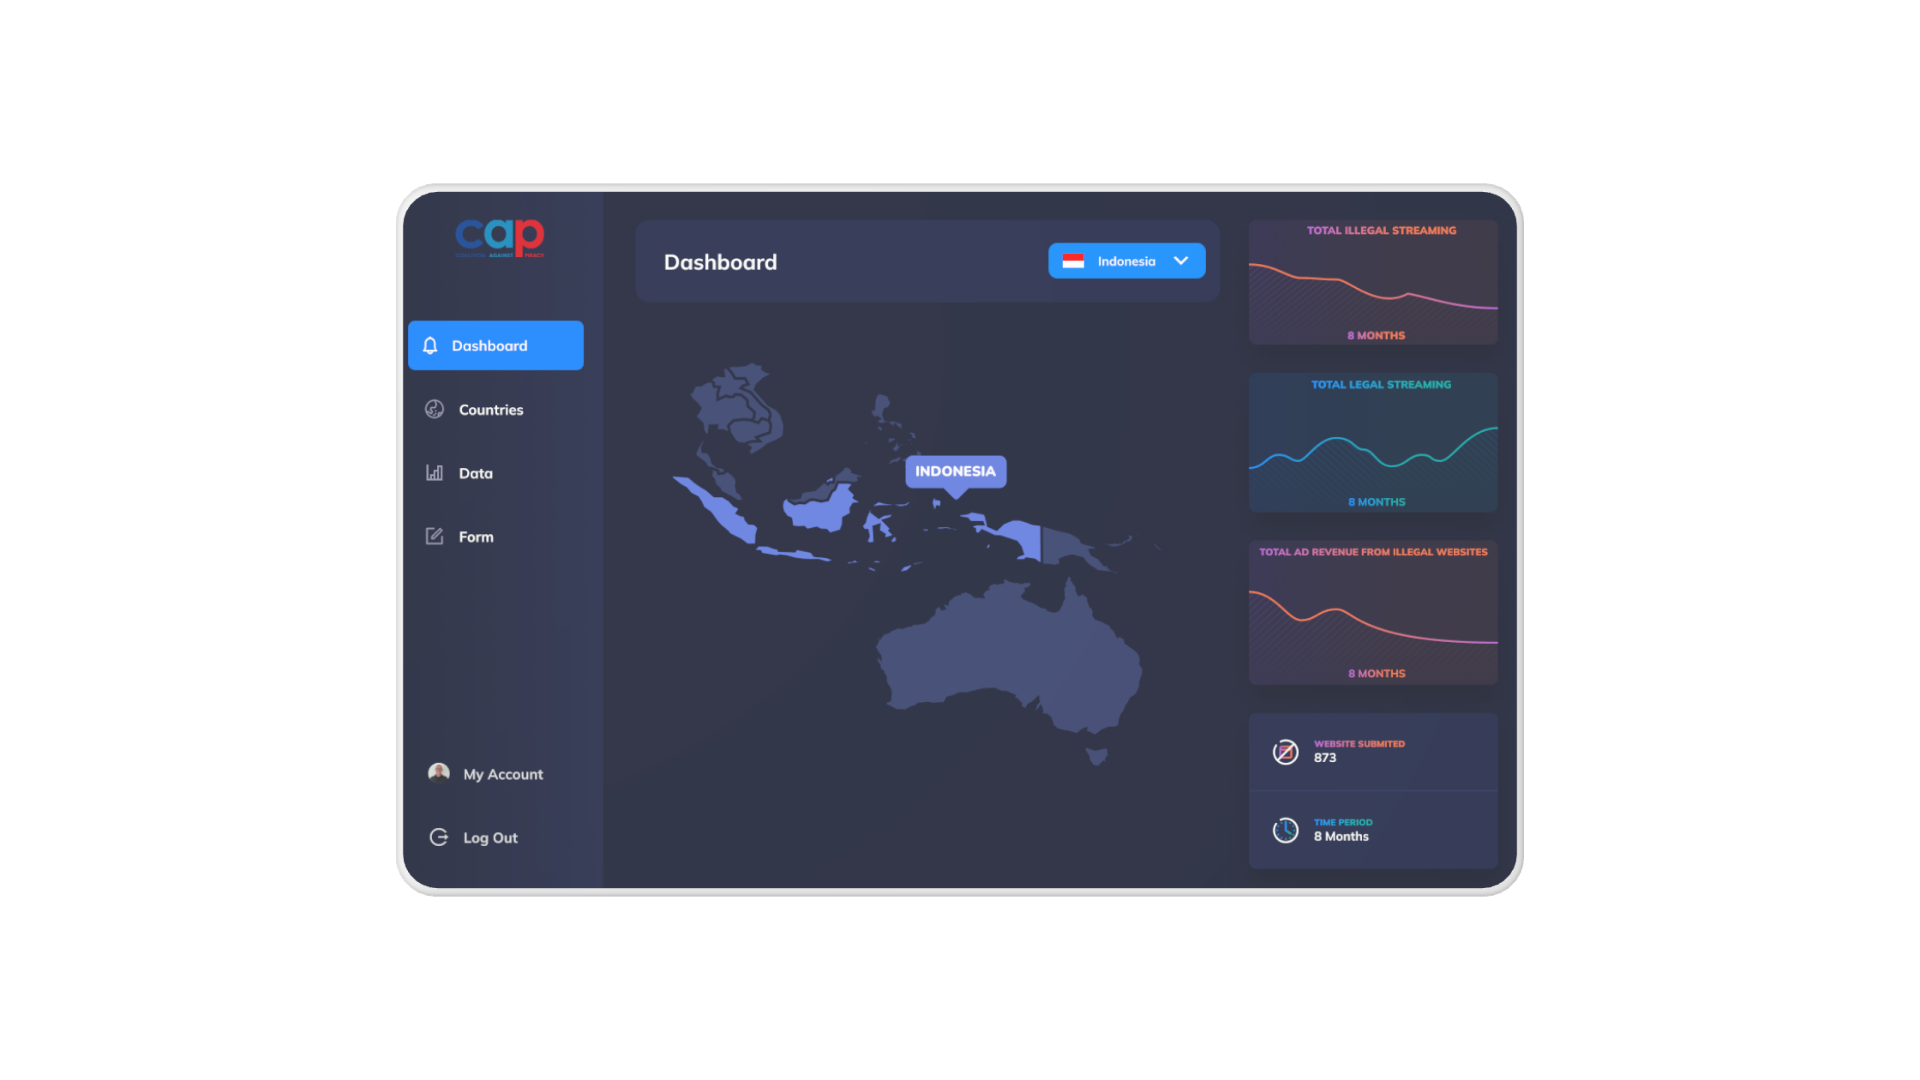 cap
COALITION AGAINST PIRACY
Dashboard
Countries
Data
Form
My Account
Log Out
Dashboard
Indonesia
INDONESIA
TOTAL ILLEGAL STREAMING
8 MONTHS
TOTAL LEGAL STREAMING
8 MONTHS
TOTAL AD REVENUE FROM ILLEGAL WEBSITES
8 MONTHS
WEBSITE SUBMITED
873
TIME PERIOD
8 Months